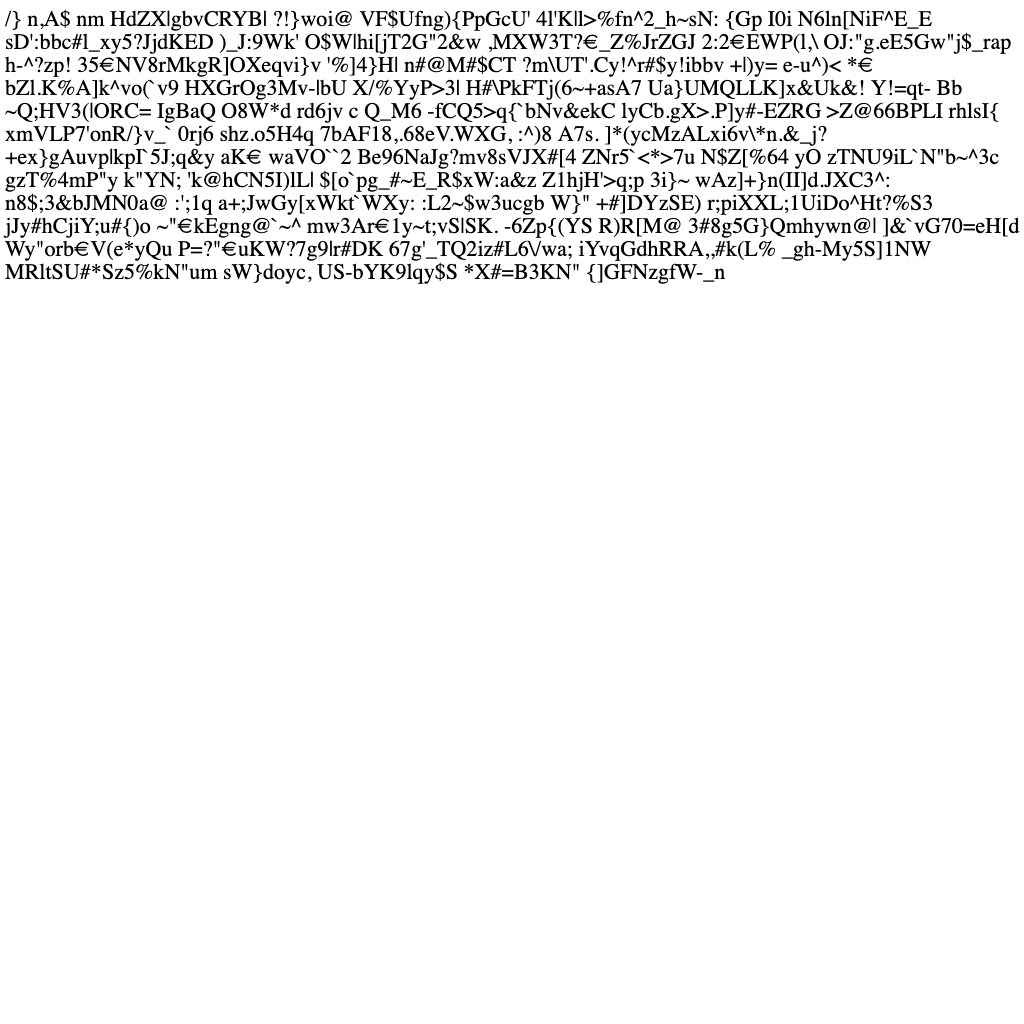 /} n,A$ nm HdZX|gbvCRYB| ?!}woi@ VF$Ufng){PpGcU' 4l'K|l>%fn^2_h~sN: {Gp I0i N6ln[NiF^E_E
sD':bbc#l_xy5?JjdKED )_J:9Wk' O$W|hi[jT2G"2&w ,MXW3T?€_Z%JrZGJ 2:2€EWP(l,\ OJ:"g.eE5Gw"j$_rap
h-^?zp! 35€NV8rMkgR]OXeqvi}v '%]4}H| n#@M#$CT ?m\UT'.Cy!^r#$y!ibbv +|)y= e-u^)< *€
bZl.K%A]k^vo(`v9 HXGrOg3Mv-|bU X/%YyP>3| H#\PkFTj(6~+asA7 Ua}UMQLLK]x&Uk&! Y!=qt- Bb
~Q;HV3(|ORC= IgBaQ O8W*d rd6jv c Q_M6 -fCQ5>q{`bNv&ekC lyCb.gX>.P]y#-EZRG >Z@66BPLI rhlsI{
xmVLP7'onR/}v_` 0rj6 shz.o5H4q 7bAF18,.68eV.WXG, :^)8 A7s. ]*(ycMzALxi6v\*n.&_j?
+ex}gAuvp|kpI`5J;q&y aK€ waVO``2 Be96NaJg?mv8sVJX#[4 ZNr5`<*>7u N$Z[%64 yO zTNU9iL`N"b~^3c
gzT%4mP"y k"YN; 'k@hCN5I)lL| $[o`pg_#~E_R$xW:a&z Z1hjH'>q;p 3i}~ wAz]+}n(II]d.JXC3^:
n8$;3&bJMN0a@ :';1q a+;JwGy[xWkt`WXy: :L2~$w3ucgb W}" +#]DYzSE) r;piXXL;1UiDo^Ht?%S3
jJy#hCjiY;u#{)o ~"€kEgng@`~^ mw3Ar€1y~t;vS|SK. -6Zp{(YS R)R[M@ 3#8g5G}Qmhywn@| ]&`vG70=eH[d
Wy"orb€V(e*yQu P=?"€uKW?7g9|r#DK 67g'_TQ2iz#L6\/wa; iYvqGdhRRA,,#k(L% _gh-My5S]1NW
MRltSU#*Sz5%kN"um sW}doyc, US-bYK9lqy$S *X#=B3KN" {]GFNzgfW-_n